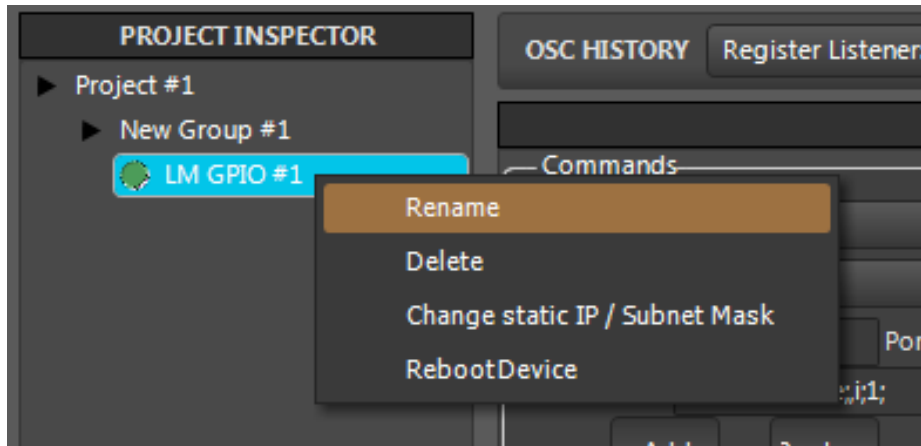 PROJECT INSPECTOR
OSC HISTORY
Register Listener
Project #1
New Group #1
LM GPIO #1
Commands
Rename
Delete
Change static IP / Subnet Mask
RebootDevice
Por
;i;1;